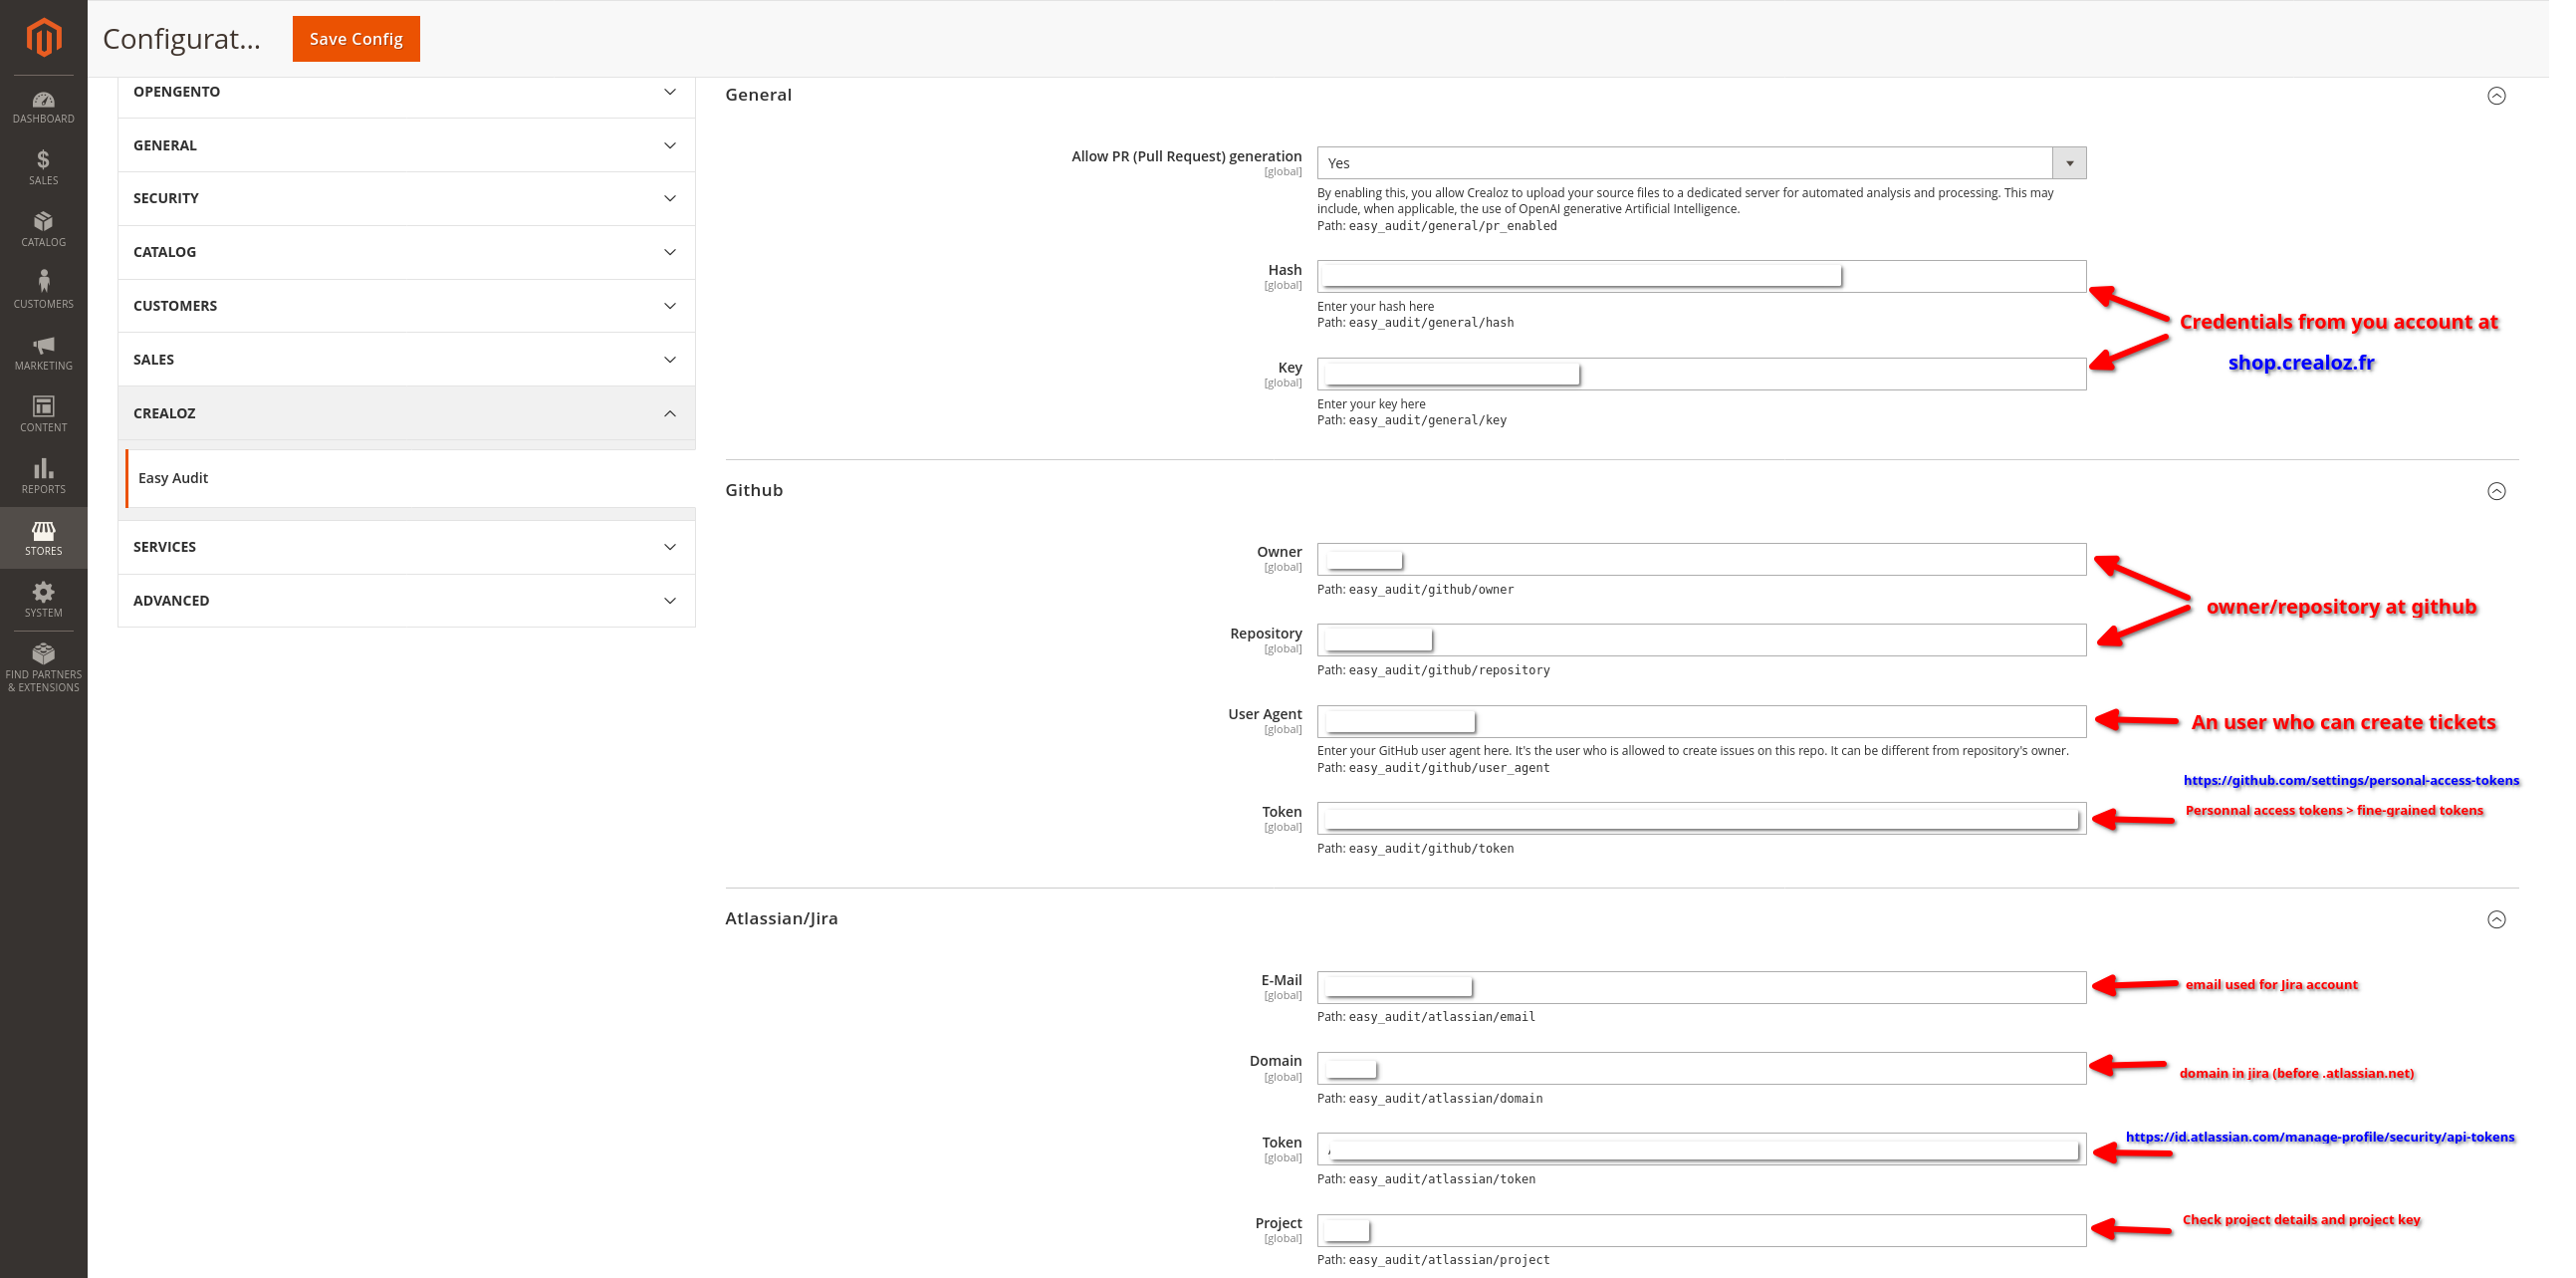 Configurat...
Save Config
DASHBOARD
SALES
CATALOG
CUSTOMERS
MARKETING
CONTENT
REPORTS
STORES
SYSTEM
FIND PARTNERS
& EXTENSIONS
OPENGENTO
GENERAL
SECURITY
CATALOG
CUSTOMERS
SALES
CREALOZ
Easy Audit
SERVICES
ADVANCED
General
Allow PR (Pull Request) generation
[global]
Yes
By enabling this, you allow Crealoz to upload your source files to a dedicated server for automated analysis and processing. This may
include, when applicable, the use of OpenAI generative Artificial Intelligence.
Path: easy_audit/general/pr_enabled
Hash
[global]
Enter your hash here
Path: easy_audit/general/hash
Credentials from you account at
shop.crealoz.fr
Key
[global]
Enter your key here
Path: easy_audit/general/key
Github
Owner
[global]
Path: easy_audit/github/owner
owner/repository at github
Repository
[global]
Path: easy_audit/github/repository
User Agent
[global]
An user who can create tickets
Enter your GitHub user agent here. It's the user who is allowed to create issues on this repo. It can be different from repository's owner.
Path: easy_audit/github/user_agent
https://github.com/settings/personal-access-tokens
Personnal access tokens > fine-grained tokens
Token
[global]
Path: easy_audit/github/token
Atlassian/Jira
E-Mail
[global]
email used for Jira account
Path: easy_audit/atlassian/email
Domain
[global]
domain in jira (before .atlassian.net)
Path: easy_audit/atlassian/domain
https://id.atlassian.com/manage-profile/security/api-tokens
Token
[global]
Path: easy_audit/atlassian/token
Project
[global]
Check project details and project key
Path: easy_audit/atlassian/project